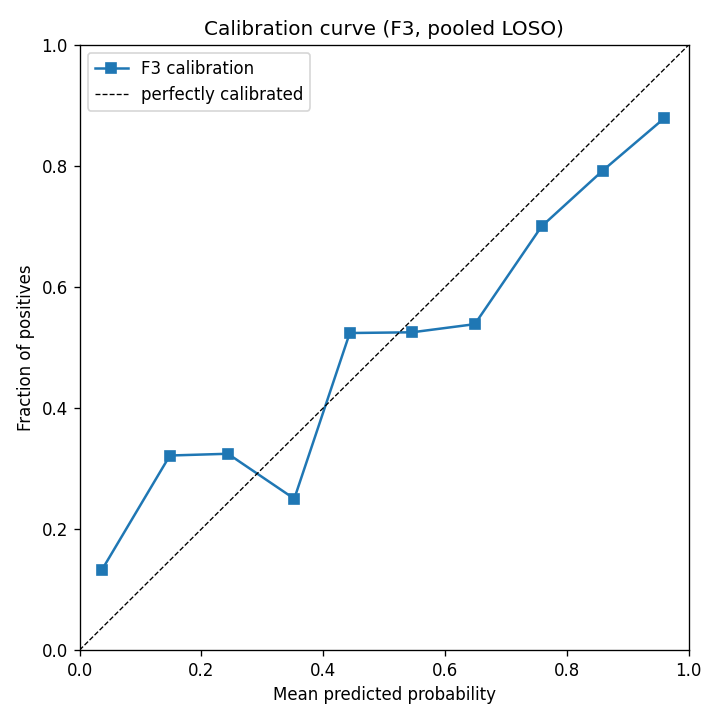 Calibration curve (F3, pooled LOSO)
F3 calibration
perfectly calibrated
1.0
0.8
0.6
0.4
0.2
0.0
Fraction of positives
0.0 0.2 0.4 0.6 0.8 1.0
Mean predicted probability